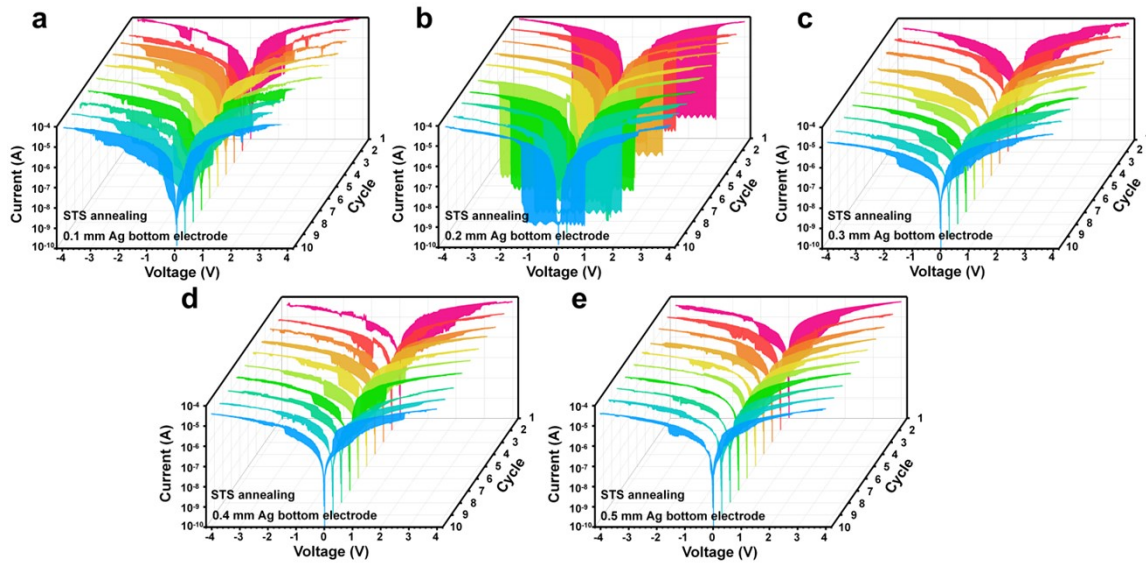 a
10-4
10-5
10-6
10-7
10-8
10-9
10-10
Current (A)
STS annealing
0.1 mm Ag bottom electrode
-4 -3 -2 -1 0 1 2 3 4
Voltage (V)
10 9 8 7 6 5 4 3 2 1
Cycle
b
10-4
10-5
10-6
10-7
10-8
10-9
10-10
Current (A)
STS annealing
0.2 mm Ag bottom electrode
-4 -3 -2 -1 0 1 2 3 4
Voltage (V)
10 9 8 7 6 5 4 3 2 1
Cycle
c
10-4
10-5
10-6
10-7
10-8
10-9
10-10
Current (A)
STS annealing
0.3 mm Ag bottom electrode
-4 -3 -2 -1 0 1 2 3 4
Voltage (V)
10 9 8 7 6 5 4 3 2 1
Cycle
d
10-4
10-5
10-6
10-7
10-8
10-9
10-10
Current (A)
STS annealing
0.4 mm Ag bottom electrode
-4 -3 -2 -1 0 1 2 3 4
Voltage (V)
10 9 8 7 6 5 4 3 2 1
Cycle
e
10-4
10-5
10-6
10-7
10-8
10-9
10-10
Current (A)
STS annealing
0.5 mm Ag bottom electrode
-4 -3 -2 -1 0 1 2 3 4
Voltage (V)
10 9 8 7 6 5 4 3 2 1
Cycle